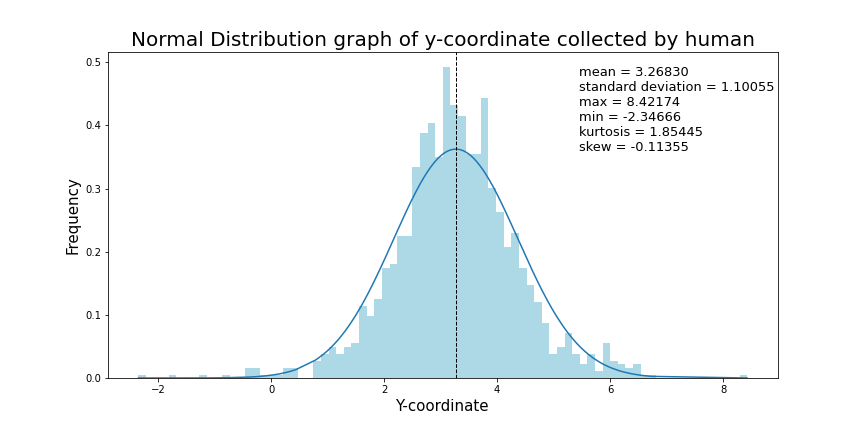 Normal Distribution graph of y-coordinate collected by human
mean = 3.26830
standard deviation = 1.10055
max = 8.42174
min = -2.34666
kurtosis = 1.85445
skew = -0.11355
Frequency
0.5
0.4
0.3
0.2
0.1
0.0
−2
0
2
4
6
8
Y-coordinate